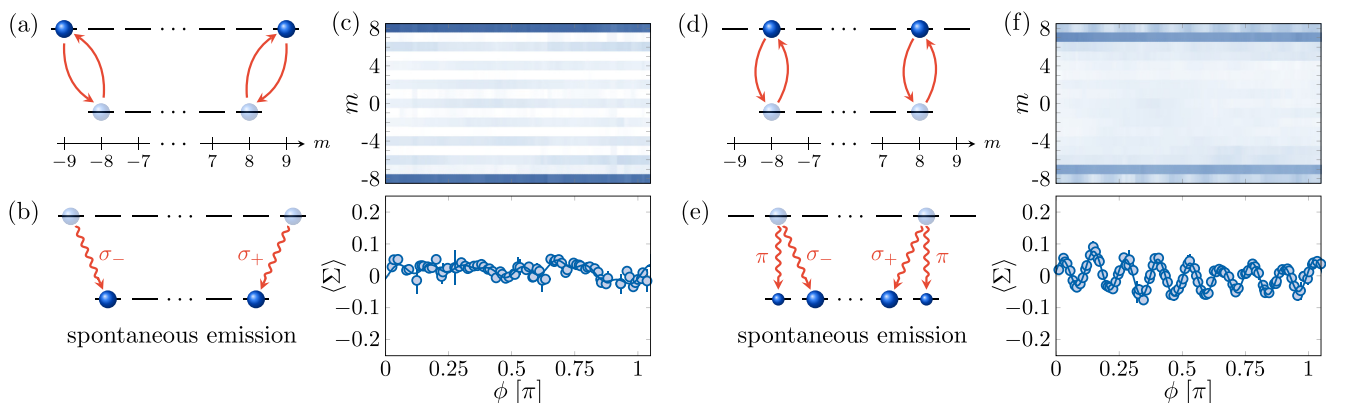 (a)
· · ·
· · ·
· · ·
m
−9
−8
−7
7
8
9
(b)
· · ·
σ−
σ+
· · ·
spontaneous emission
(c)
8
4
0
-4
-8
m
0.2
0.1
0
−0.1
−0.2
⟨Σ⟩
0
0.25
0.5
0.75
1
ϕ [π]
(d)
· · ·
· · ·
· · ·
m
−9
−8
−7
7
8
9
(e)
· · ·
π
σ−
σ+
π
· · ·
spontaneous emission
(f)
8
4
0
-4
-8
m
0.2
0.1
0
−0.1
−0.2
⟨Σ⟩
0
0.25
0.5
0.75
1
ϕ [π]